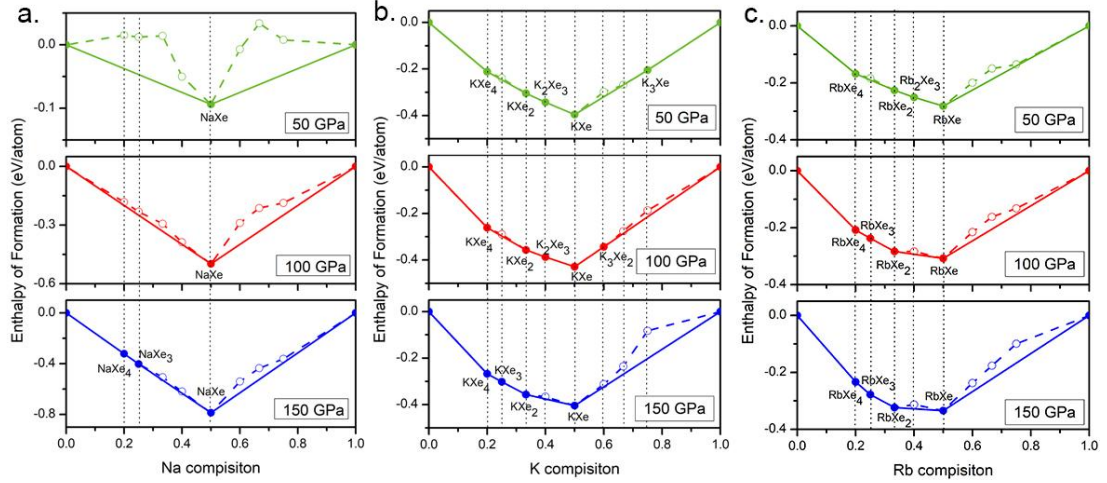 a.
Enthalpy of Formation (eV/atom)
0.0
-0.1
NaXe
50 GPa
0.0
-0.3
-0.6
NaXe
100 GPa
0.0
-0.4
-0.8
NaXe4
NaXe3
NaXe
150 GPa
0.0 0.2 0.4 0.6 0.8 1.0
Na compisiton
b.
Enthalpy of Formation (eV/atom)
0.0
-0.2
-0.4
KXe4
KXe2
K2Xe3
KXe
K3Xe
50 GPa
0.0
-0.2
-0.4
KXe4
KXe2
K2Xe3
KXe
K3Xe2
100 GPa
0.0
-0.2
-0.4
KXe4
KXe3
KXe2
KXe
150 GPa
0.0 0.2 0.4 0.6 0.8 1.0
K compisiton
c.
Enthalpy of Formation (eV/atom)
0.0
-0.2
-0.4
RbXe4
RbXe2
Rb2Xe3
RbXe
50 GPa
0.0
-0.2
-0.4
RbXe4
RbXe3
RbXe2
RbXe
100 GPa
0.0
-0.2
-0.4
RbXe4
RbXe3
RbXe2
RbXe
150 GPa
0.0 0.2 0.4 0.6 0.8 1.0
Rb compisiton